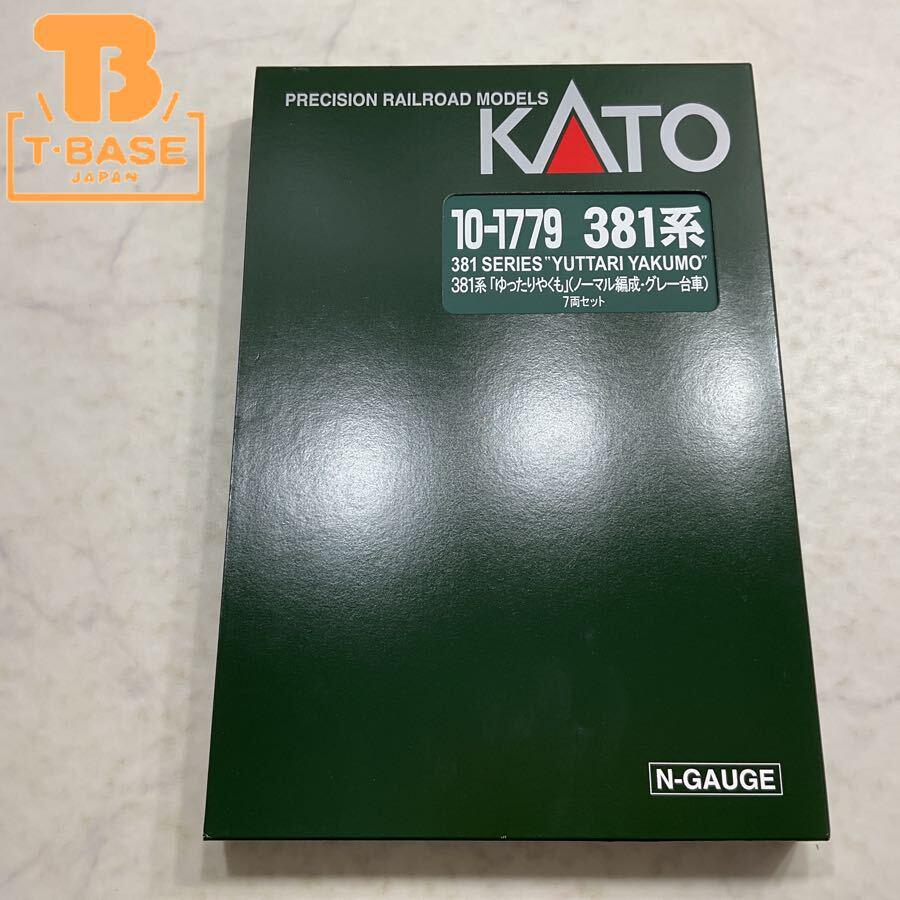 TB
T·BASE
JAPAN
PRECISION RAILROAD MODELS
KATO
10-1779 381系
381 SERIES "YUTTARI YAKUMO"
381系「ゆったりやくも」(ノーマル編成・グレー台車)
7両セット
N-GAUGE